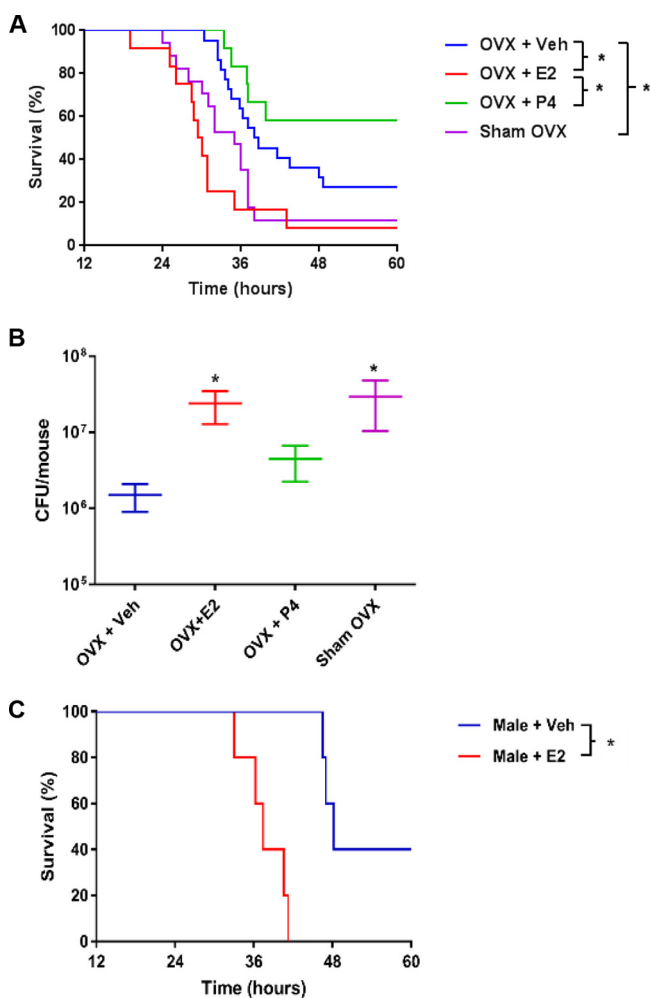 A
100
80
60
40
20
0
Survival (%)
12 24 36 48 60
Time (hours)
OVX + Veh
OVX + E2
OVX + P4
Sham OVX
*
*
*
B
10⁸
10⁷
10⁶
10⁵
CFU/mouse
*
*
OVX + Veh
OVX+E2
OVX + P4
Sham OVX
C
100
80
60
40
20
0
Survival (%)
12 24 36 48 60
Time (hours)
Male + Veh
Male + E2
*